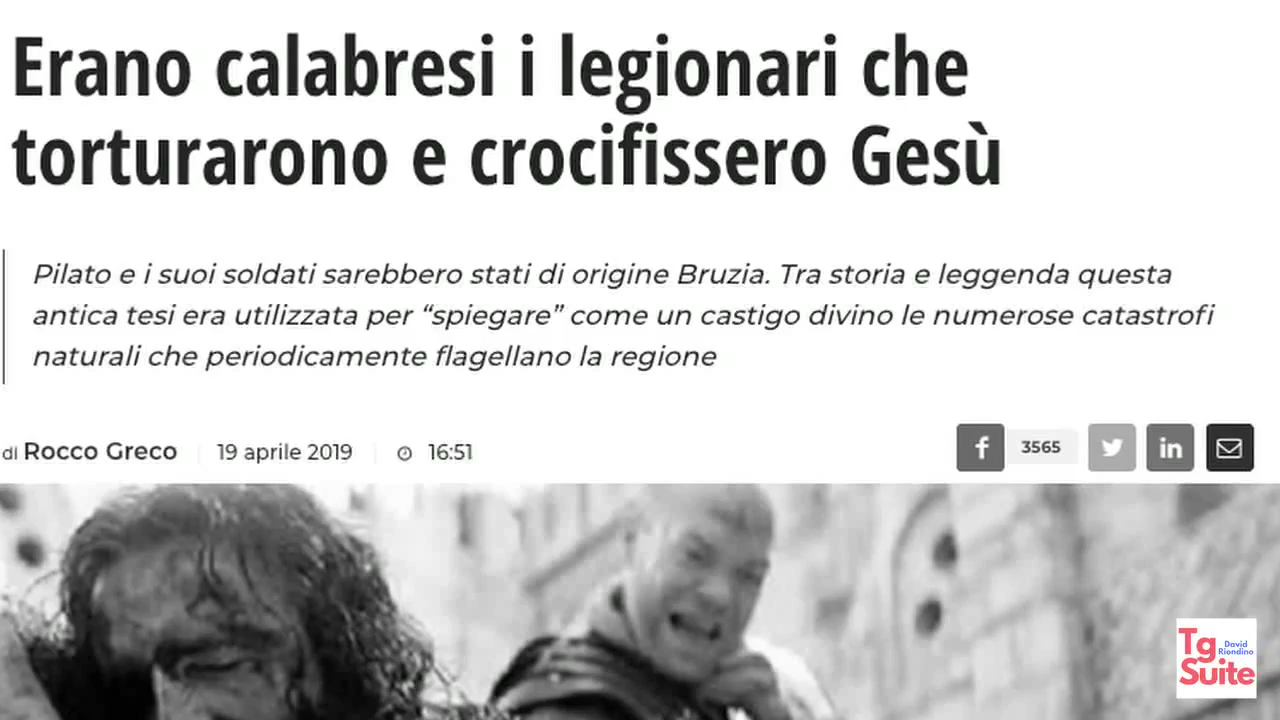 Erano calabresi i legionari che
torturarono e crocifissero Gesù
Pilato e i suoi soldati sarebbero stati di origine Bruzia. Tra storia e leggenda questa
antica tesi era utilizzata per “spiegare” come un castigo divino le numerose catastrofi
naturali che periodicamente flagellano la regione
di Rocco Greco 19 aprile 2019 16:51 3565
Tg David
Riondino
Suite